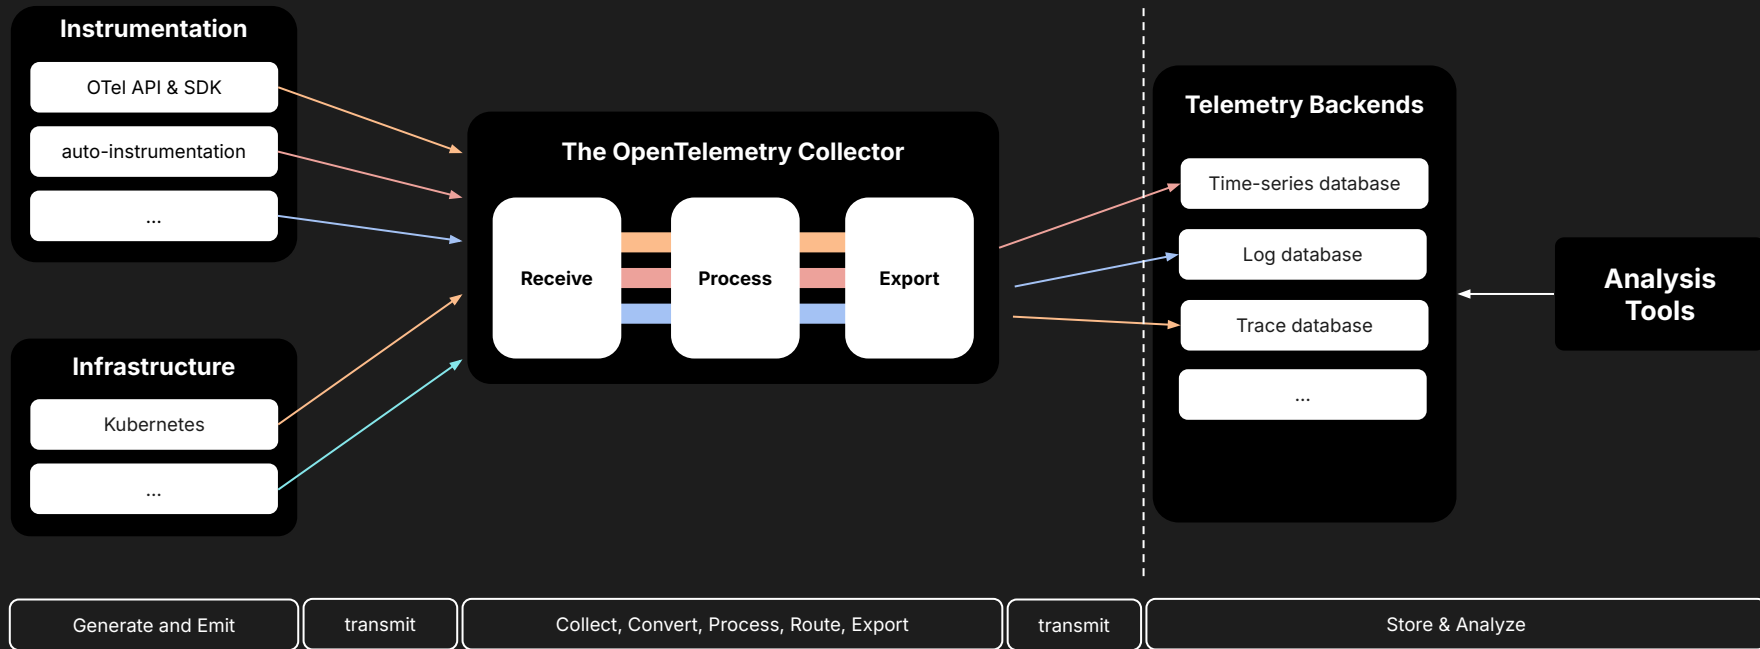 Instrumentation
OTel API & SDK
auto-instrumentation
...
Infrastructure
Kubernetes
...
The OpenTelemetry Collector
Receive
Process
Export
Telemetry Backends
Time-series database
Log database
Trace database
...
Analysis
Tools
Generate and Emit
transmit
Collect, Convert, Process, Route, Export
transmit
Store & Analyze